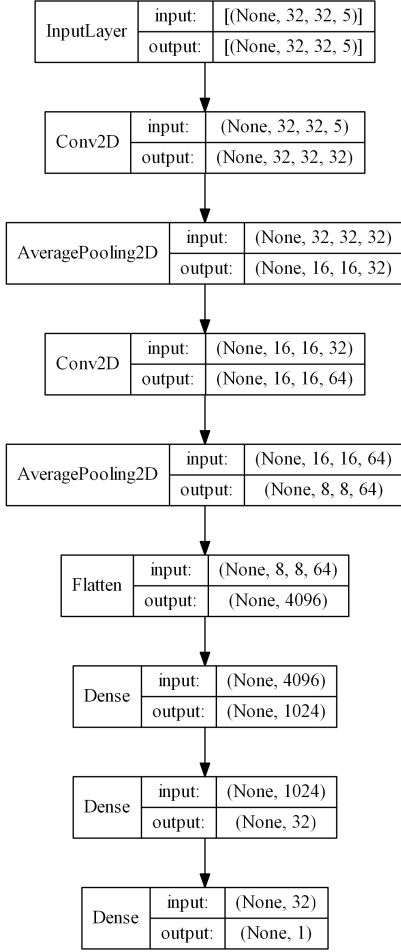 InputLayer
input: [(None, 32, 32, 5)]
output: [(None, 32, 32, 5)]
Conv2D
input: (None, 32, 32, 5)
output: (None, 32, 32, 32)
AveragePooling2D
input: (None, 32, 32, 32)
output: (None, 16, 16, 32)
Conv2D
input: (None, 16, 16, 32)
output: (None, 16, 16, 64)
AveragePooling2D
input: (None, 16, 16, 64)
output: (None, 8, 8, 64)
Flatten
input: (None, 8, 8, 64)
output: (None, 4096)
Dense
input: (None, 4096)
output: (None, 1024)
Dense
input: (None, 1024)
output: (None, 32)
Dense
input: (None, 32)
output: (None, 1)